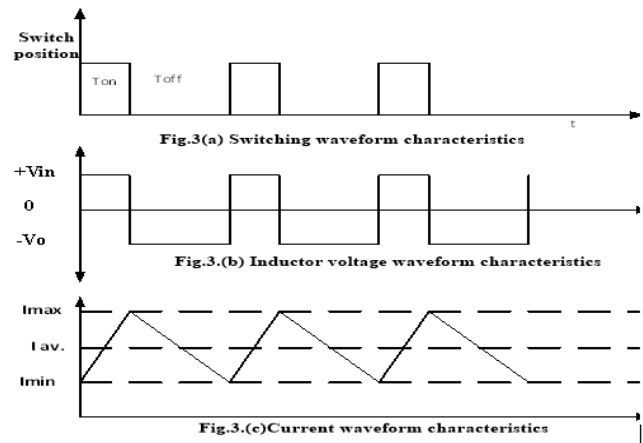 Switch
position
Ton
Toff
t
Fig.3(a) Switching waveform characteristics
+Vin
0
-Vo
Fig.3.(b) Inductor voltage waveform characteristics
Imax
Iav.
Imin
Fig.3.(c)Current waveform characteristics